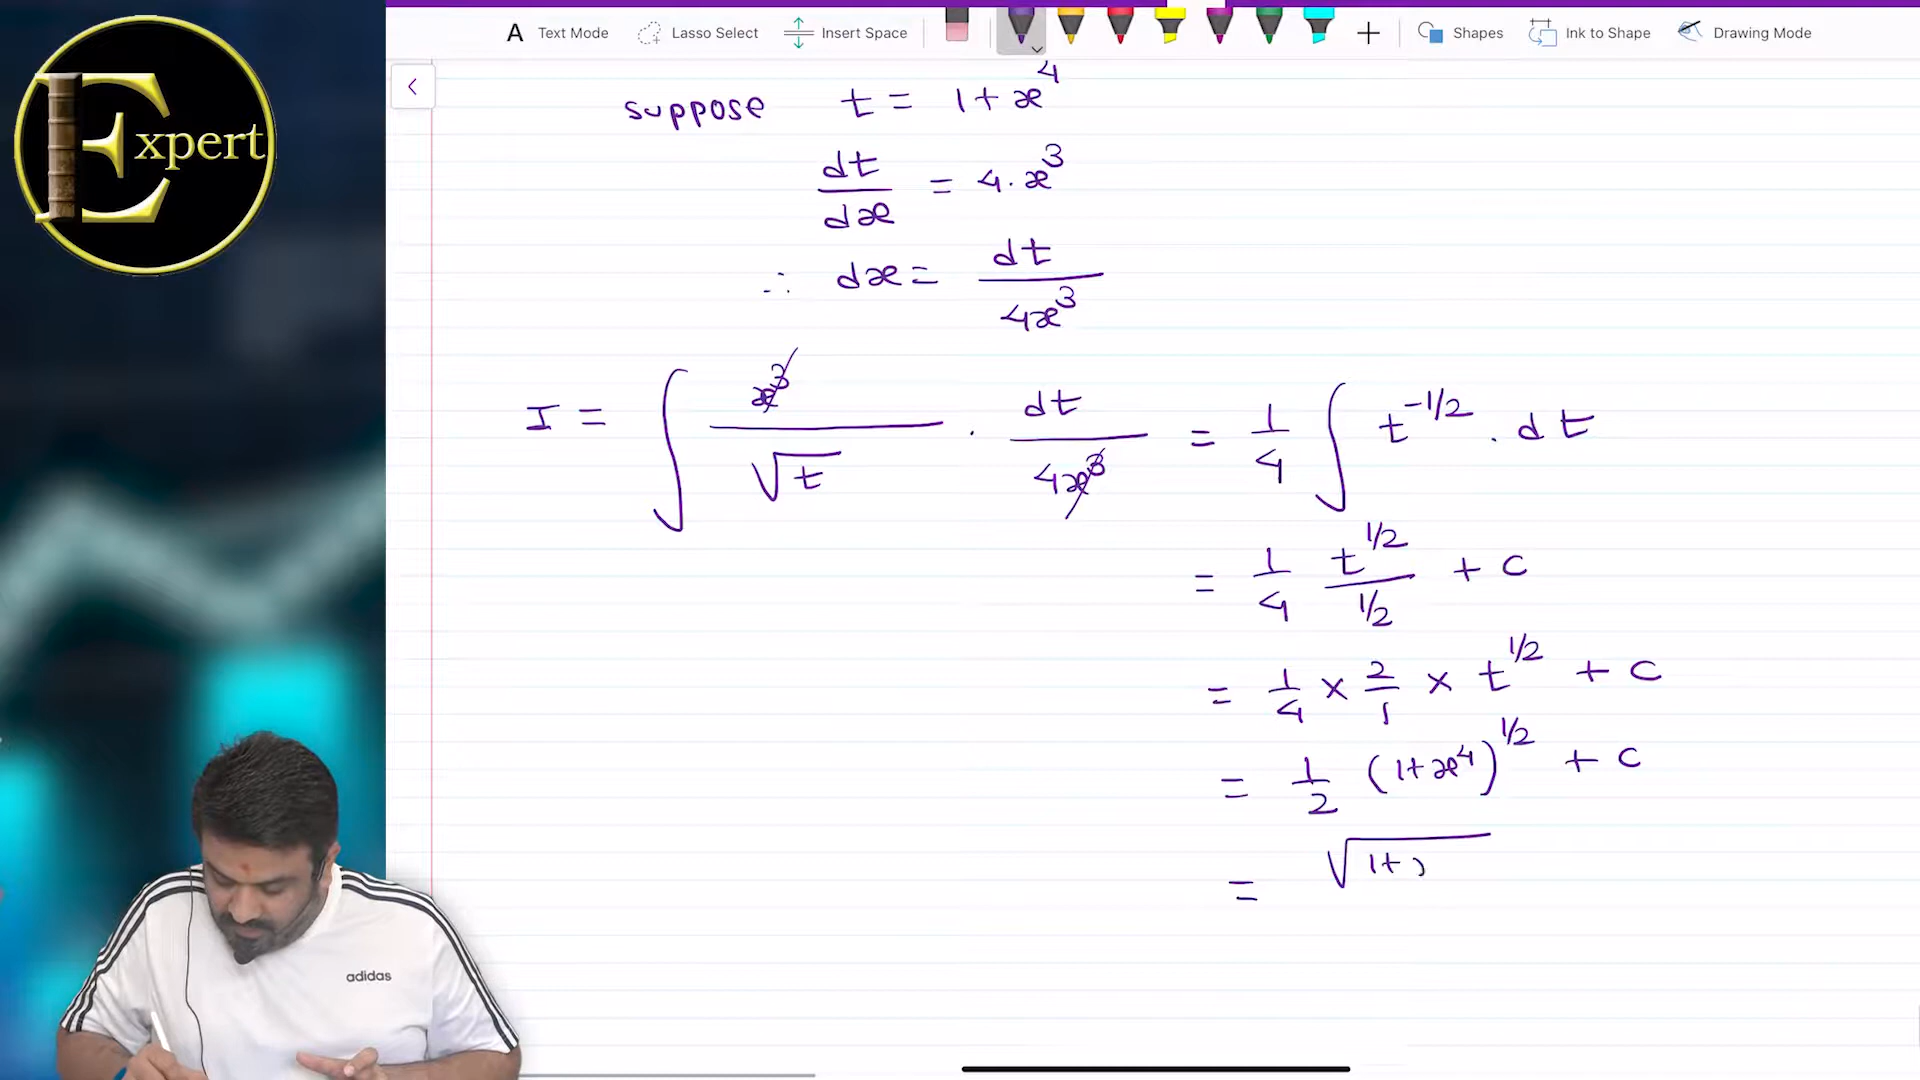 Expert
A Text Mode Lasso Select Insert Space Shapes Ink to Shape Drawing Mode
suppose t = 1+x^4
dt/dx = 4·x^3
∴ dx = dt/4x^3
I = ∫ x^3/√t · dt/4x^3 = 1/4 ∫ t^-1/2 · dt
= 1/4 t^1/2/1/2 + c
= 1/4 × 2/1 × t^1/2 + c
= 1/2 (1+x^4)^1/2 + c
= √1+
adidas